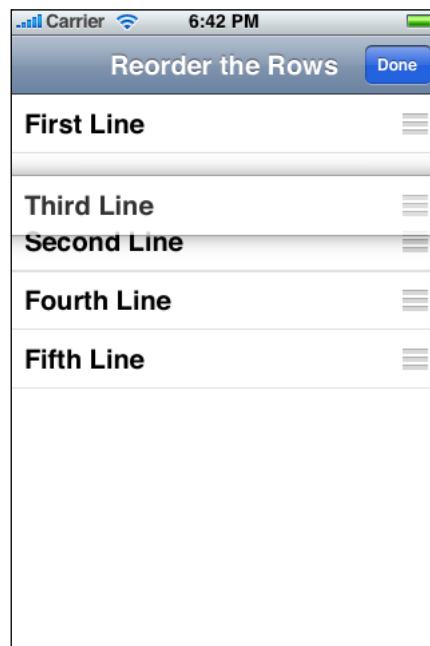 Carrier 6:42 PM
Reorder the Rows Done
First Line
Third Line
Second Line
Fourth Line
Fifth Line